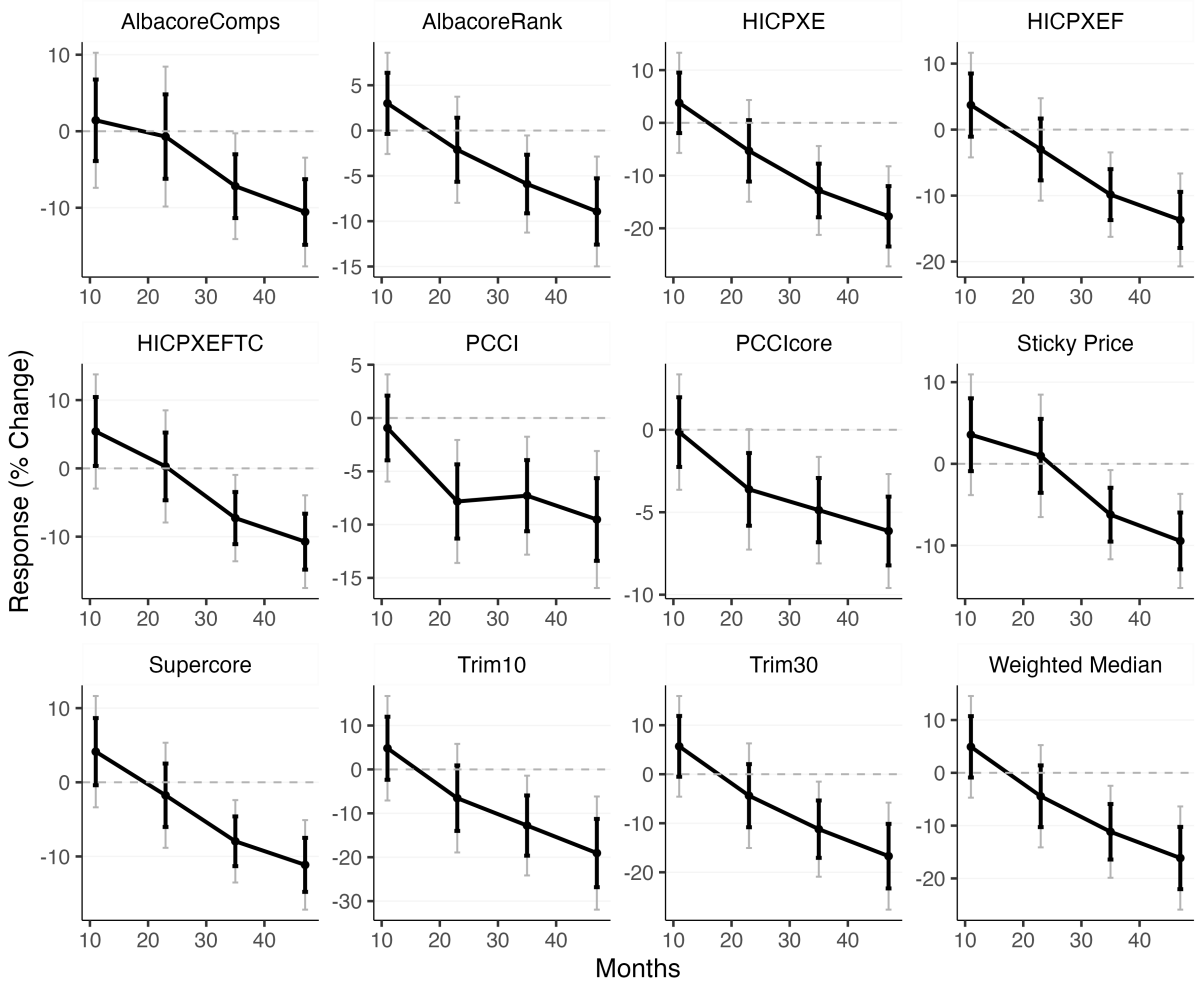 AlbacoreComps AlbacoreRank HICPXE HICPXEF
10 0 -10
5 0 -5 -10 -15
10 0 -10 -20
10 0 -10 -20
10 20 30 40 10 20 30 40 10 20 30 40 10 20 30 40
HICPXEFTC PCCI PCCIcore Sticky Price
10 0 -10
5 0 -5 -10 -15
0 -5 -10
10 0 -10
10 20 30 40 10 20 30 40 10 20 30 40 10 20 30 40
Supercore Trim10 Trim30 Weighted Median
10 0 -10
10 0 -10 -20 -30
10 0 -10 -20
10 0 -10 -20
10 20 30 40 10 20 30 40 10 20 30 40 10 20 30 40
Response (% Change)
Months